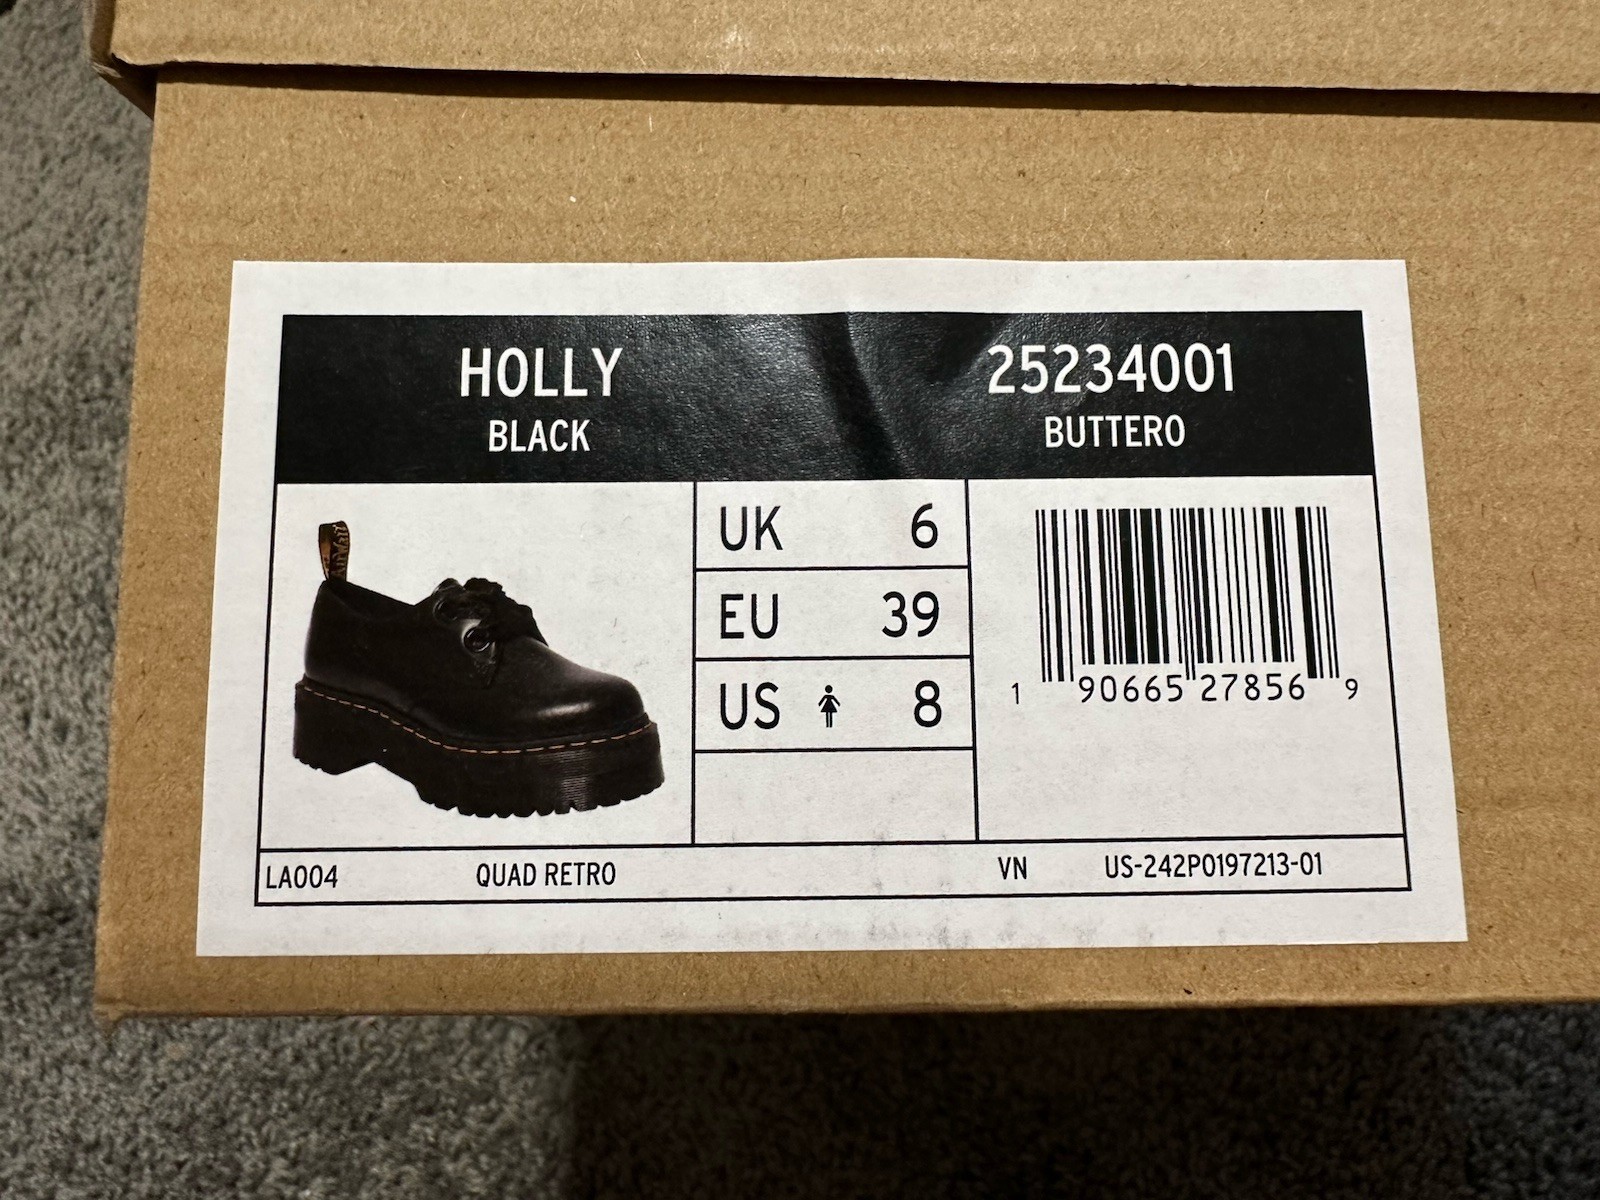 HOLLY
BLACK
25234001
BUTTERO
AirWair
UK 6
EU 39
US 8
1 90665 27856 9
LA004 QUAD RETRO VN US-242P0197213-01